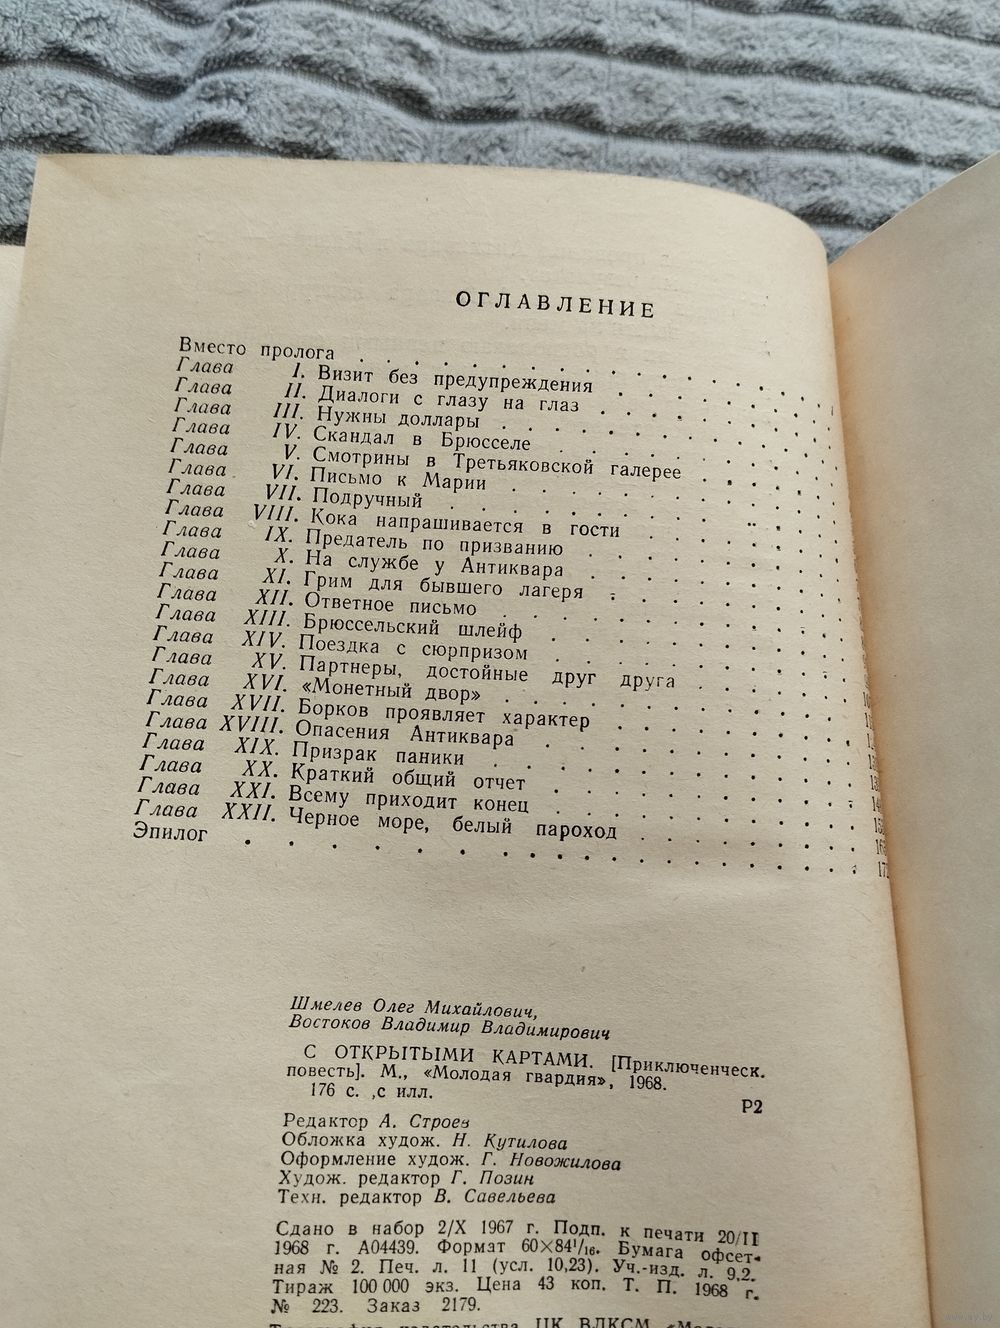 ОГЛАВЛЕНИЕ
Вместо пролога
Глава I. Визит без предупреждения
Глава II. Диалоги с глазу на глаз
Глава III. Нужны доллары
Глава IV. Скандал в Брюсселе
Глава V. Смотрины в Третьяковской галерее
Глава VI. Письмо к Марии
Глава VII. Подручный
Глава VIII. Кока напрашивается в гости
Глава IX. Предатель по призванию
Глава X. На службе у Антиквара
Глава XI. Грим для бывшего лагеря
Глава XII. Ответное письмо
Глава XIII. Брюссельский шлейф
Глава XIV. Поездка с сюрпризом
Глава XV. Партнеры, достойные друг друга
Глава XVI. «Монетный двор»
Глава XVII. Борков проявляет характер
Глава XVIII. Опасения Антиквара
Глава XIX. Призрак паники
Глава XX. Краткий общий отчет
Глава XXI. Всему приходит конец
Глава XXII. Черное море, белый пароход
Эпилог
Шмелев Олег Михайлович,
Востоков Владимир Владимирович
С ОТКРЫТЫМИ КАРТАМИ. [Приключенческ.
повесть]. М., «Молодая гвардия», 1968.
176 с. ,с илл.
Р2
Редактор А. Строев
Обложка худож. Н. Кутилова
Оформление худож. Г. Новожилова
Худож. редактор Г. Позин
Техн. редактор В. Савельева
Сдано в набор 2/X 1967 г. Подп. к печати 20/II
1968 г. А04439. Формат 60×84¹/₁₆. Бумага офсет-
ная № 2. Печ. л. 11 (усл. 10,23). Уч.-изд. л. 9,2.
Тираж 100 000 экз. Цена 43 коп. Т. П. 1968 г.
№ 223. Заказ 2179.
ЦК ВЛКСМ